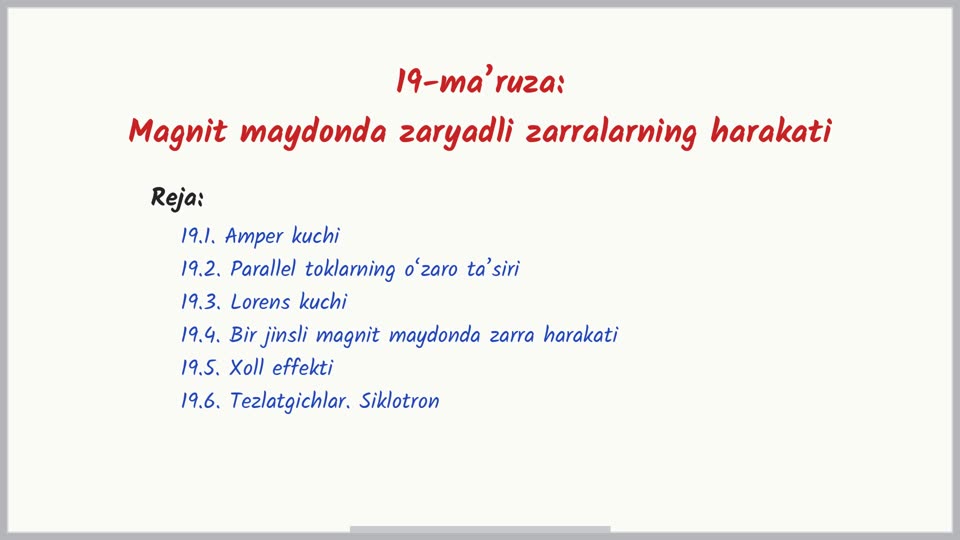 19-ma’ruza:
Magnit maydonda zaryadli zarralarning harakati
Reja:
19.1. Amper kuchi
19.2. Parallel toklarning o‘zaro ta’siri
19.3. Lorens kuchi
19.4. Bir jinsli magnit maydonda zarra harakati
19.5. Xoll effekti
19.6. Tezlatgichlar. Siklotron